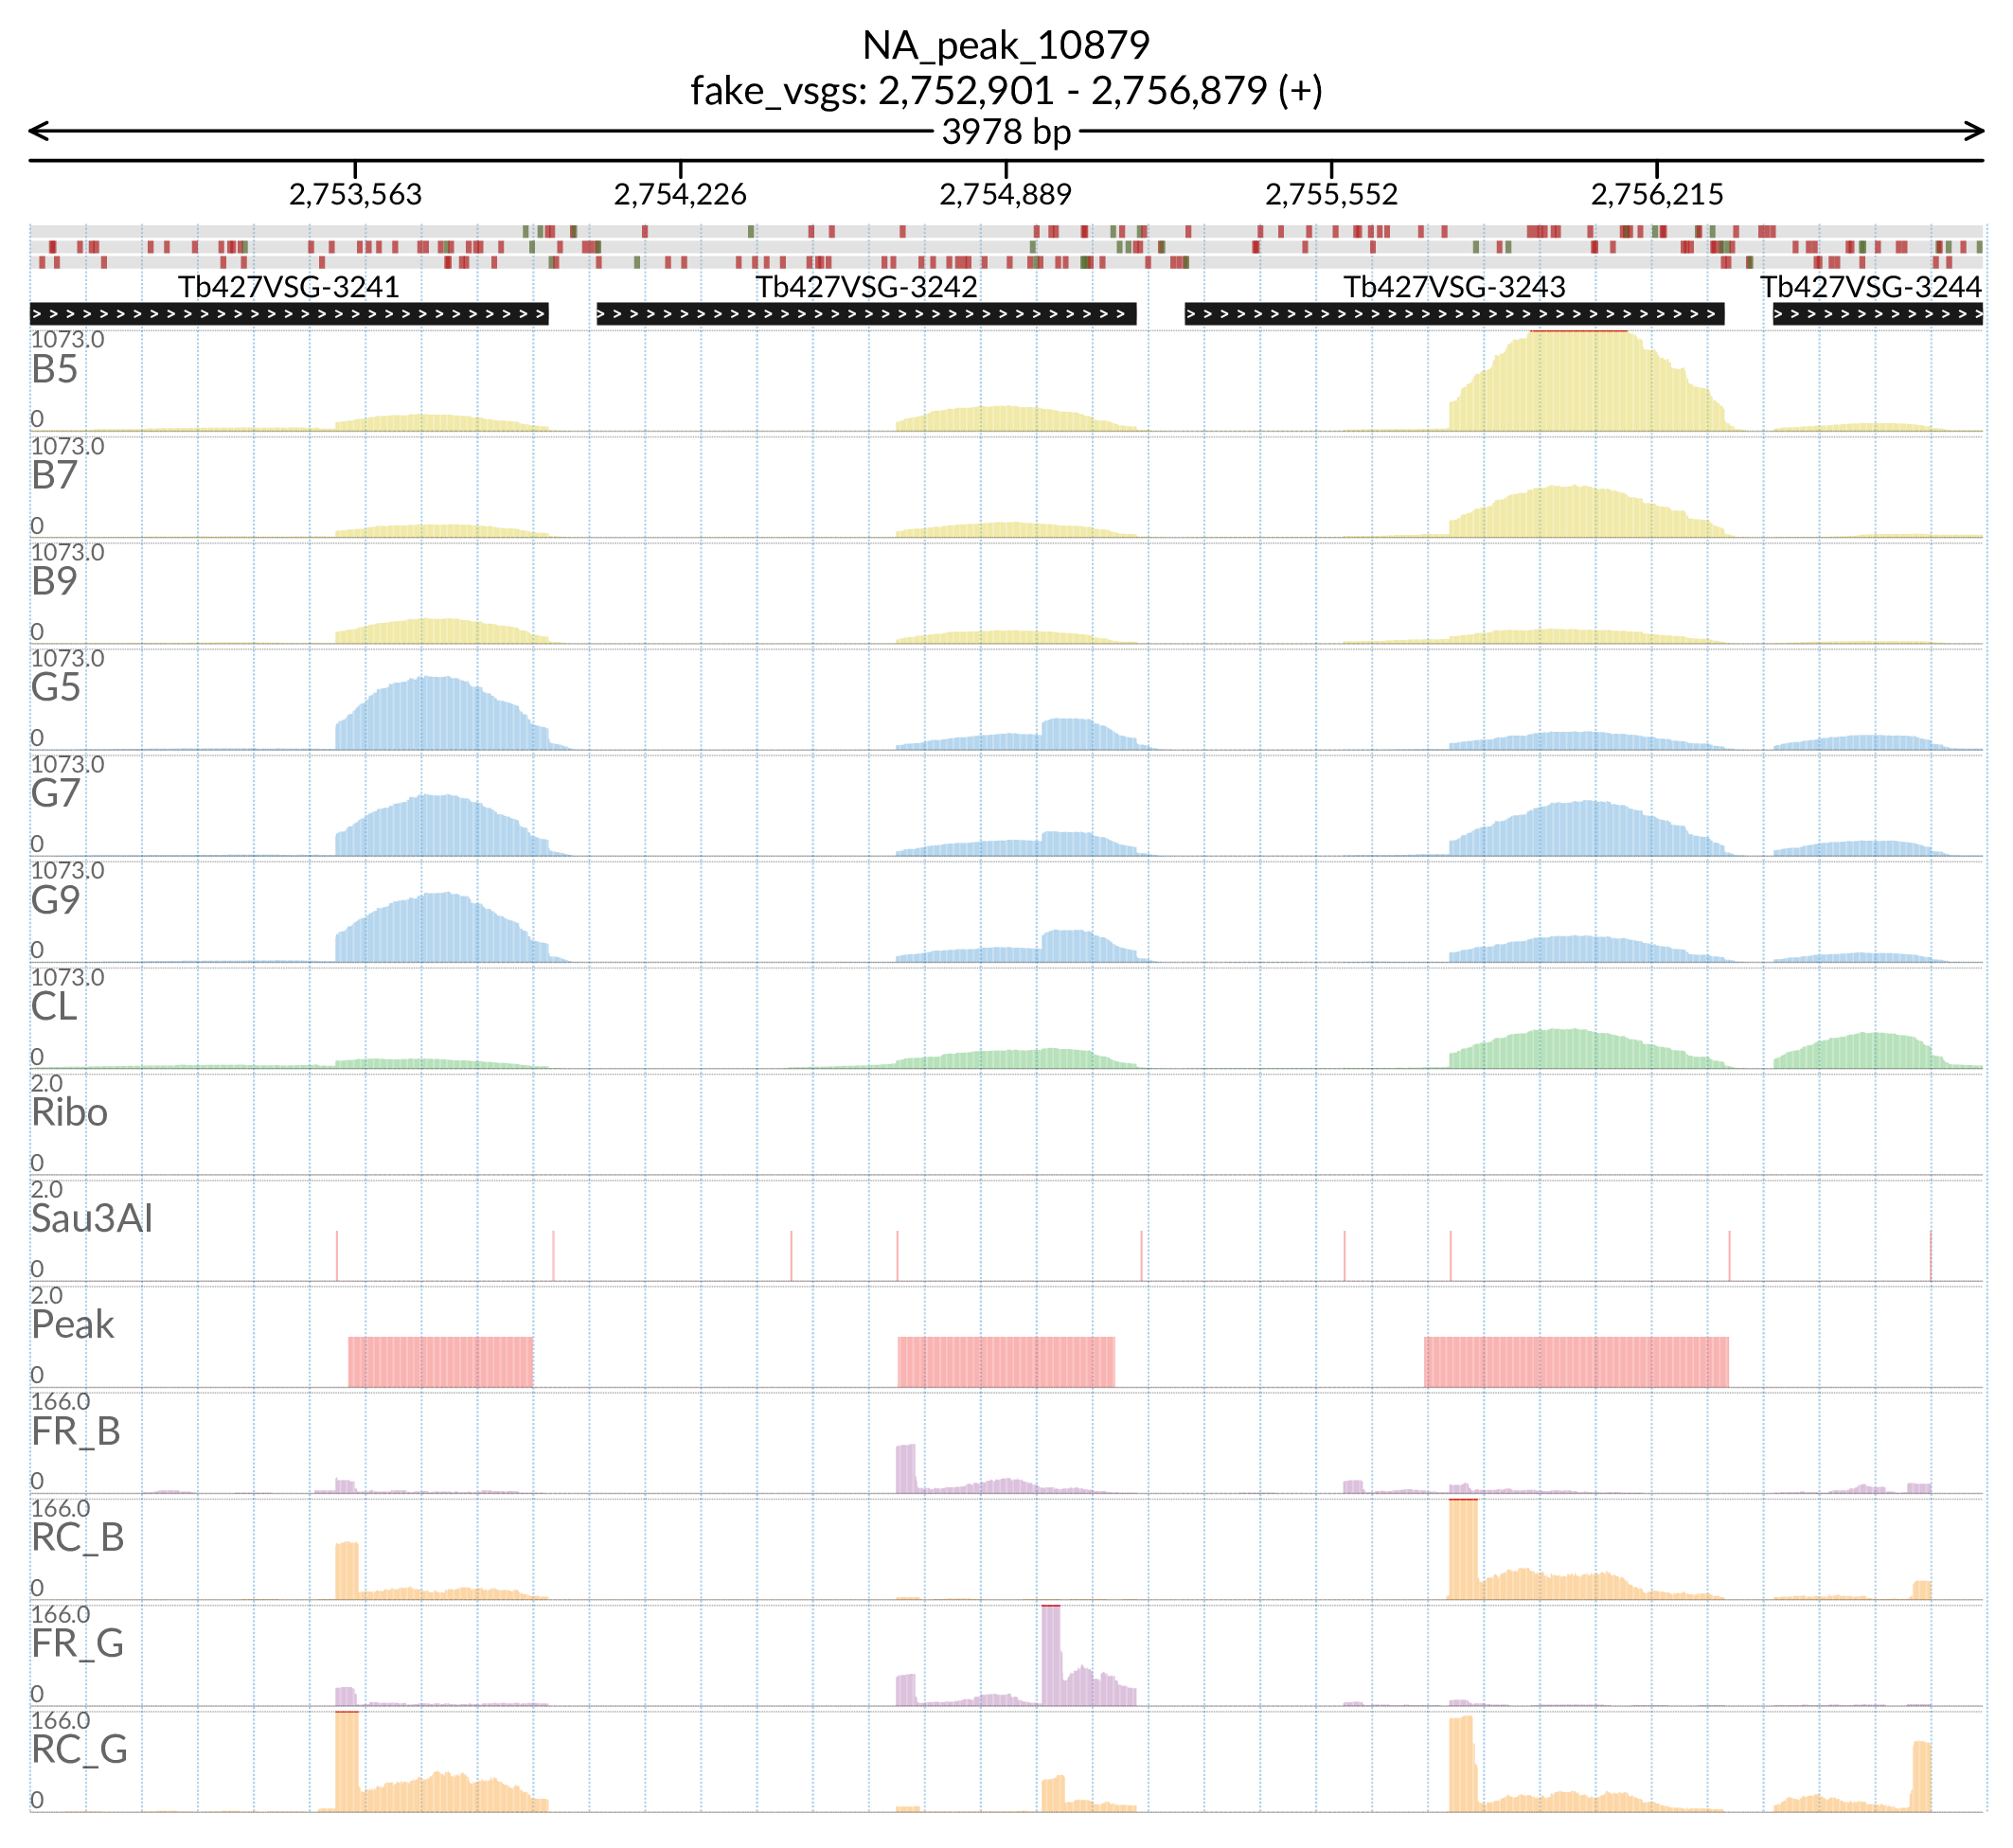 NA_peak_10879
fake_vsgs: 2,752,901 - 2,756,879 (+)
3978 bp
2,753,563 2,754,226 2,754,889 2,755,552 2,756,215
Tb427VSG-3241 Tb427VSG-3242 Tb427VSG-3243 Tb427VSG-3244
1073.0
B5
0
1073.0
B7
0
1073.0
B9
0
1073.0
G5
0
1073.0
G7
0
1073.0
G9
0
1073.0
CL
0
2.0
Ribo
0
2.0
Sau3AI
0
2.0
Peak
0
166.0
FR_B
0
166.0
RC_B
0
166.0
FR_G
0
166.0
RC_G
0